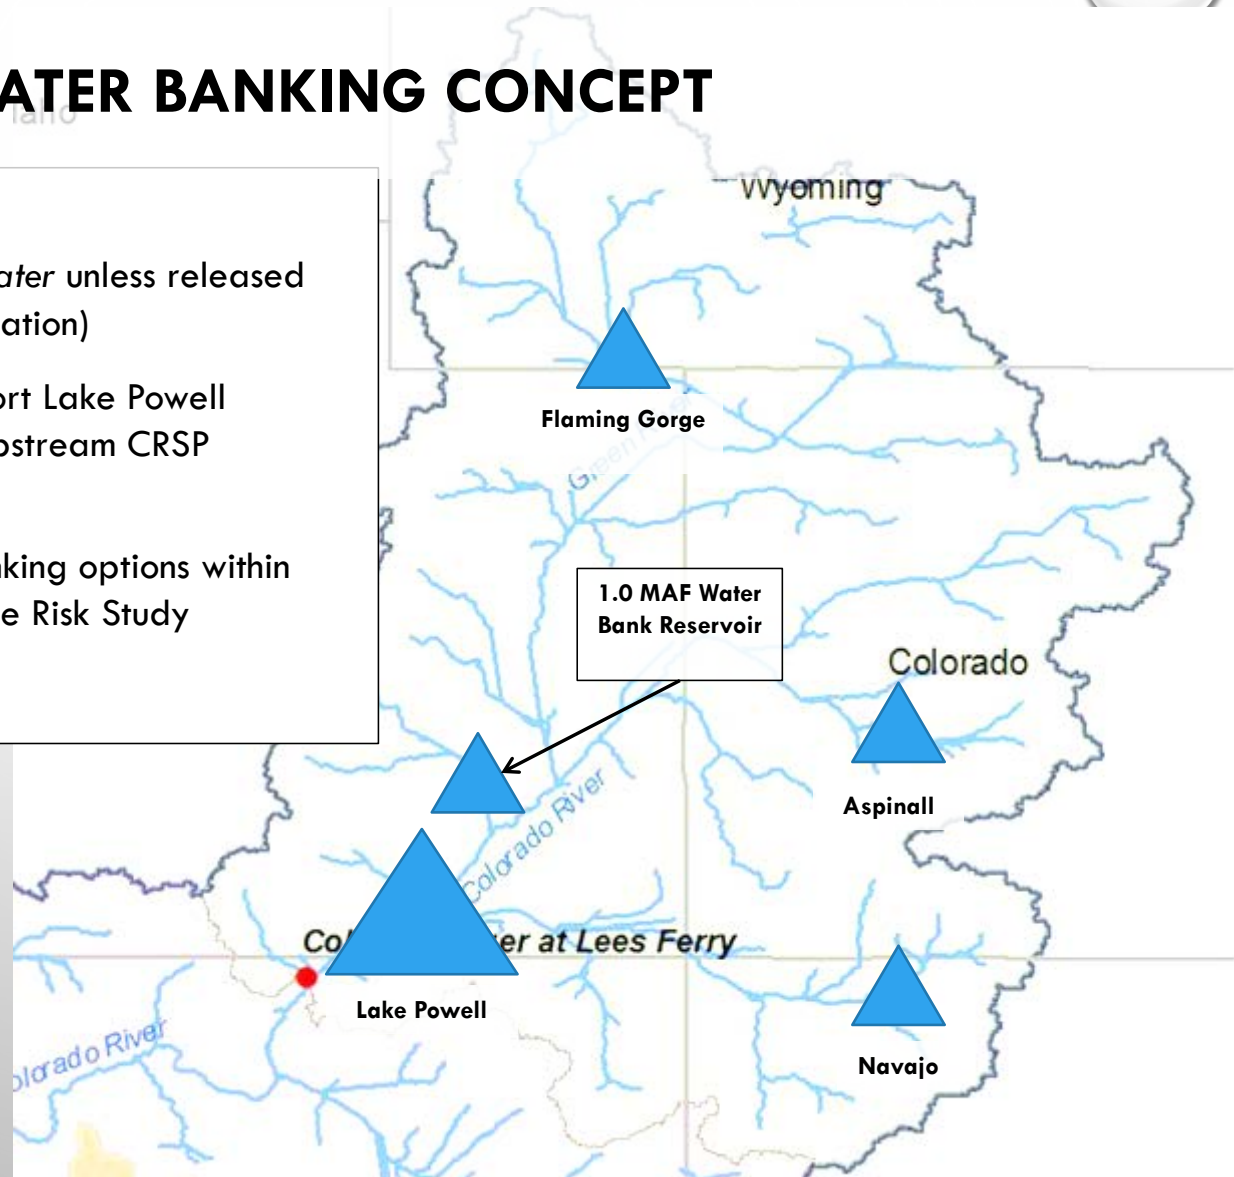 ATER BANKING CONCEPT
Wyoming
ater unless released
ation)
ort Lake Powell
pstream CRSP
Flaming Gorge
Green
king options within
e Risk Study
1.0 MAF Water
Bank Reservoir
Colorado
Aspinall
Colorado River
er at Lees Ferry
Lake Powell
olorado River
Navajo